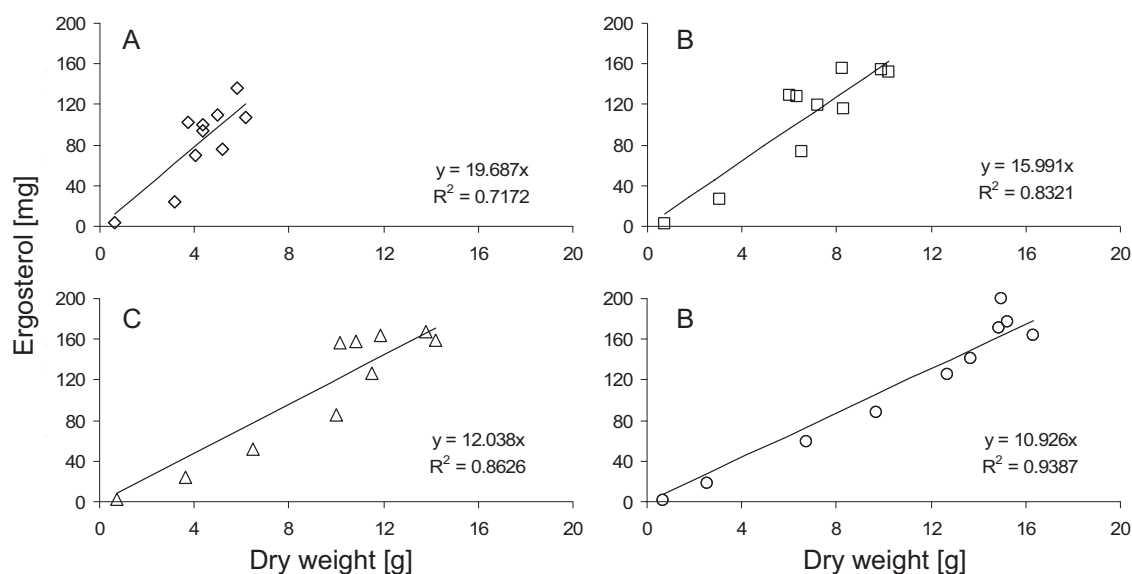 A
200
160
120
80
40
0
y = 19.687x
R² = 0.7172
0 4 8 12 16 20
B
200
160
120
80
40
0
y = 15.991x
R² = 0.8321
0 4 8 12 16 20
Ergosterol [mg]
C
200
160
120
80
40
0
y = 12.038x
R² = 0.8626
0 4 8 12 16 20
Dry weight [g]
B
200
160
120
80
40
0
y = 10.926x
R² = 0.9387
0 4 8 12 16 20
Dry weight [g]